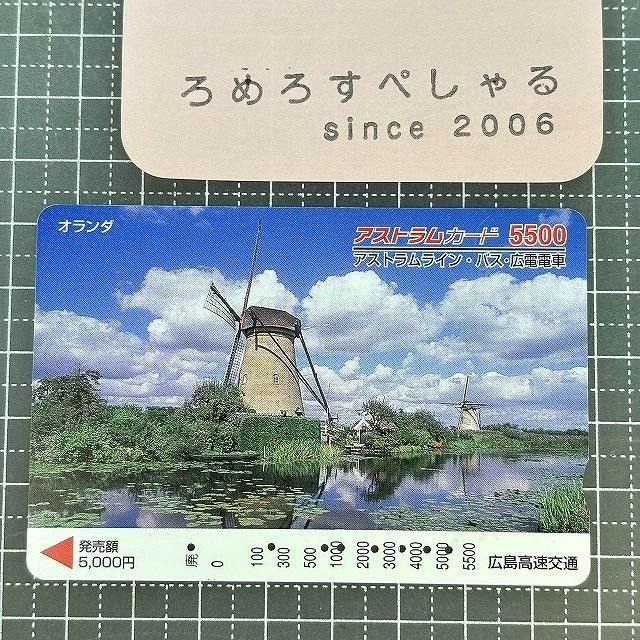 ろめろすぺしゃる
since 2006
オランダ
アストラムカード 5500
アストラムライン・バス・広電電車
発売額
5,000円
廃 0 100 300 500 1000 2000 3000 4000 5000 5500
広島高速交通